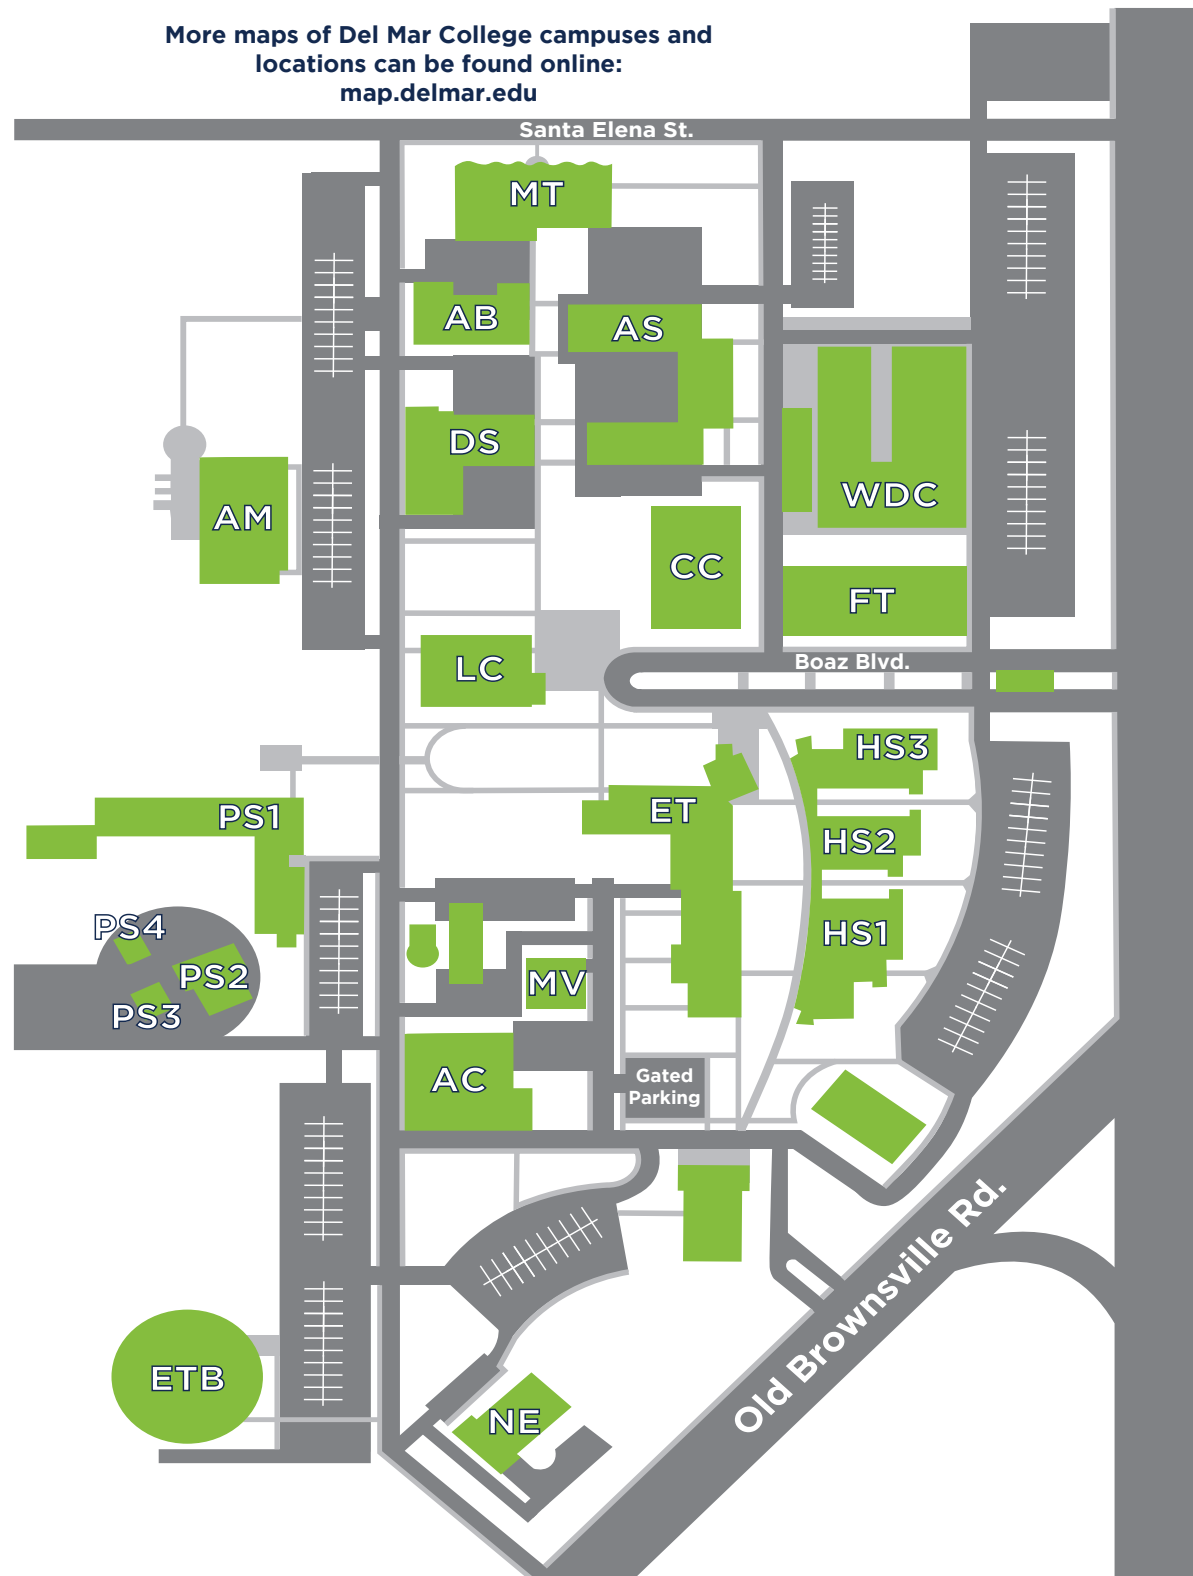 More maps of Del Mar College campuses and
locations can be found online:
map.delmar.edu
Santa Elena St.
MT
AB
AS
DS
WDC
AM
CC
FT
LC
Boaz Blvd.
HS3
PS1
ET
HS2
PS4
HS1
PS2
MV
PS3
AC
Gated
Parking
Old Brownsville Rd.
ETB
NE